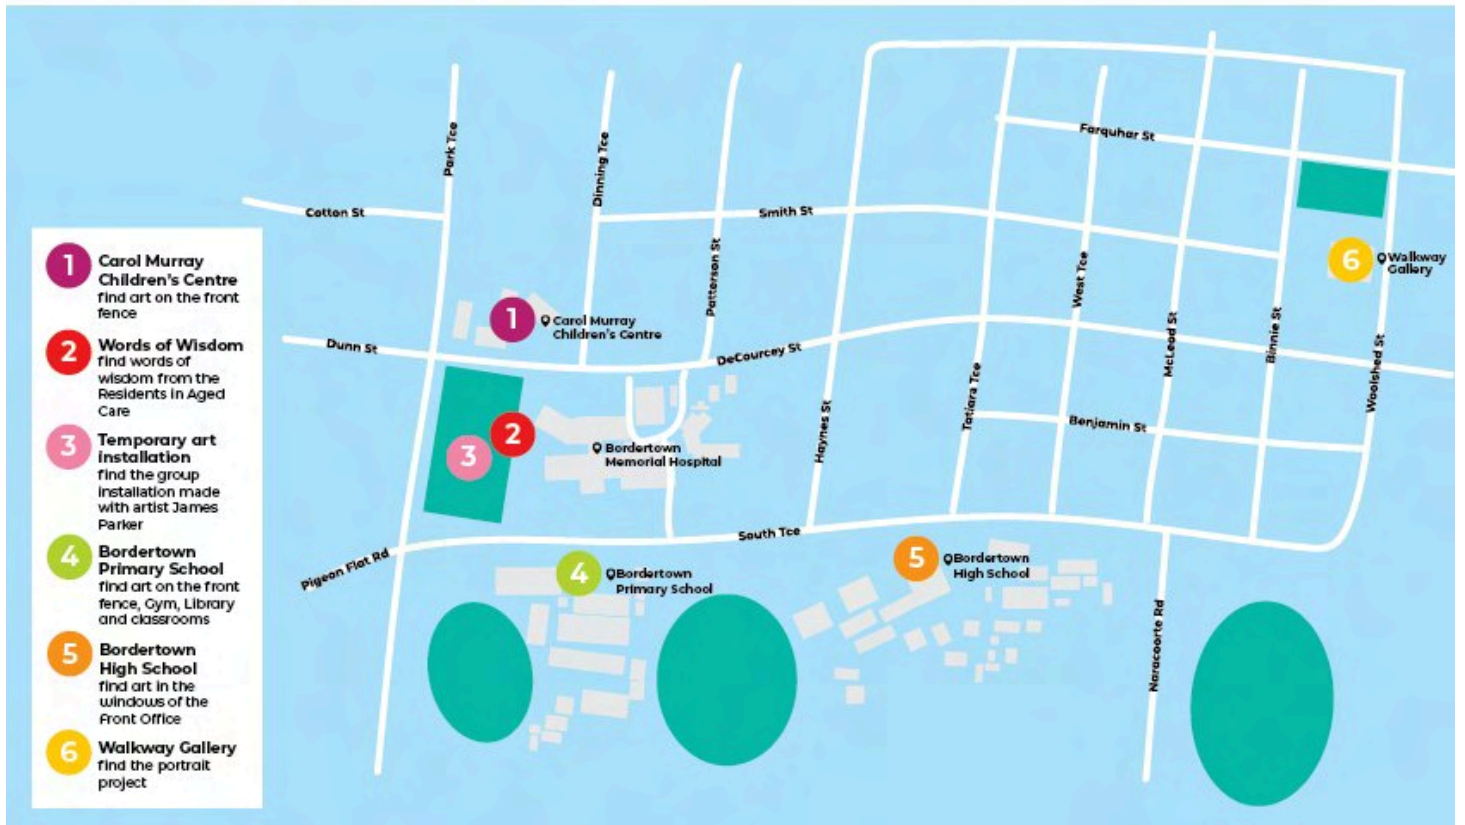 1
Carol Murray
Children's Centre
find art on the front
fence
2
Words of Wisdom
find words of
wisdom from the
Residents in Aged
Care
3
Temporary art
installation
find the group
installation made
with artist James
Parker
4
Bordertown
Primary School
find art on the front
fence, Gym, Library
and classrooms
5
Bordertown
High School
find art in the
windows of the
Front Office
6
Walkway Gallery
find the portrait
project
Park Tce
Dinning Tce
Cotton St
Smith St
Patterson St
Farquhar St
West Tce
McLeod St
Binnie St
Woolshed St
6
Walkway
Gallery
1
Carol Murray
Children's Centre
Dunn St
DeCourcey St
Haynes St
Tatiara Tce
Benjamin St
2
3
Bordertown
Memorial Hospital
South Tce
Pigeon Flat Rd
4
Bordertown
Primary School
5
Bordertown
High School
Naracoorte Rd